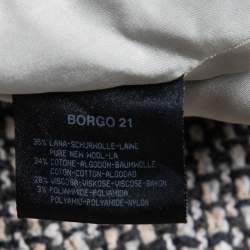 BORGO 21
35% LANA-SCHURWOLLE-LAINE
PURE NEW WOOL-LA
34% COTONE-ALGODON-BAUMWOLLE
COTON-COTTON-ALGODAO
28% VISCOSA-VISKOSE-VISCOSE-RAYON
3% POLYAMID-POLYAMIDE
POLYAMID-POLYAMIDE-NYLON